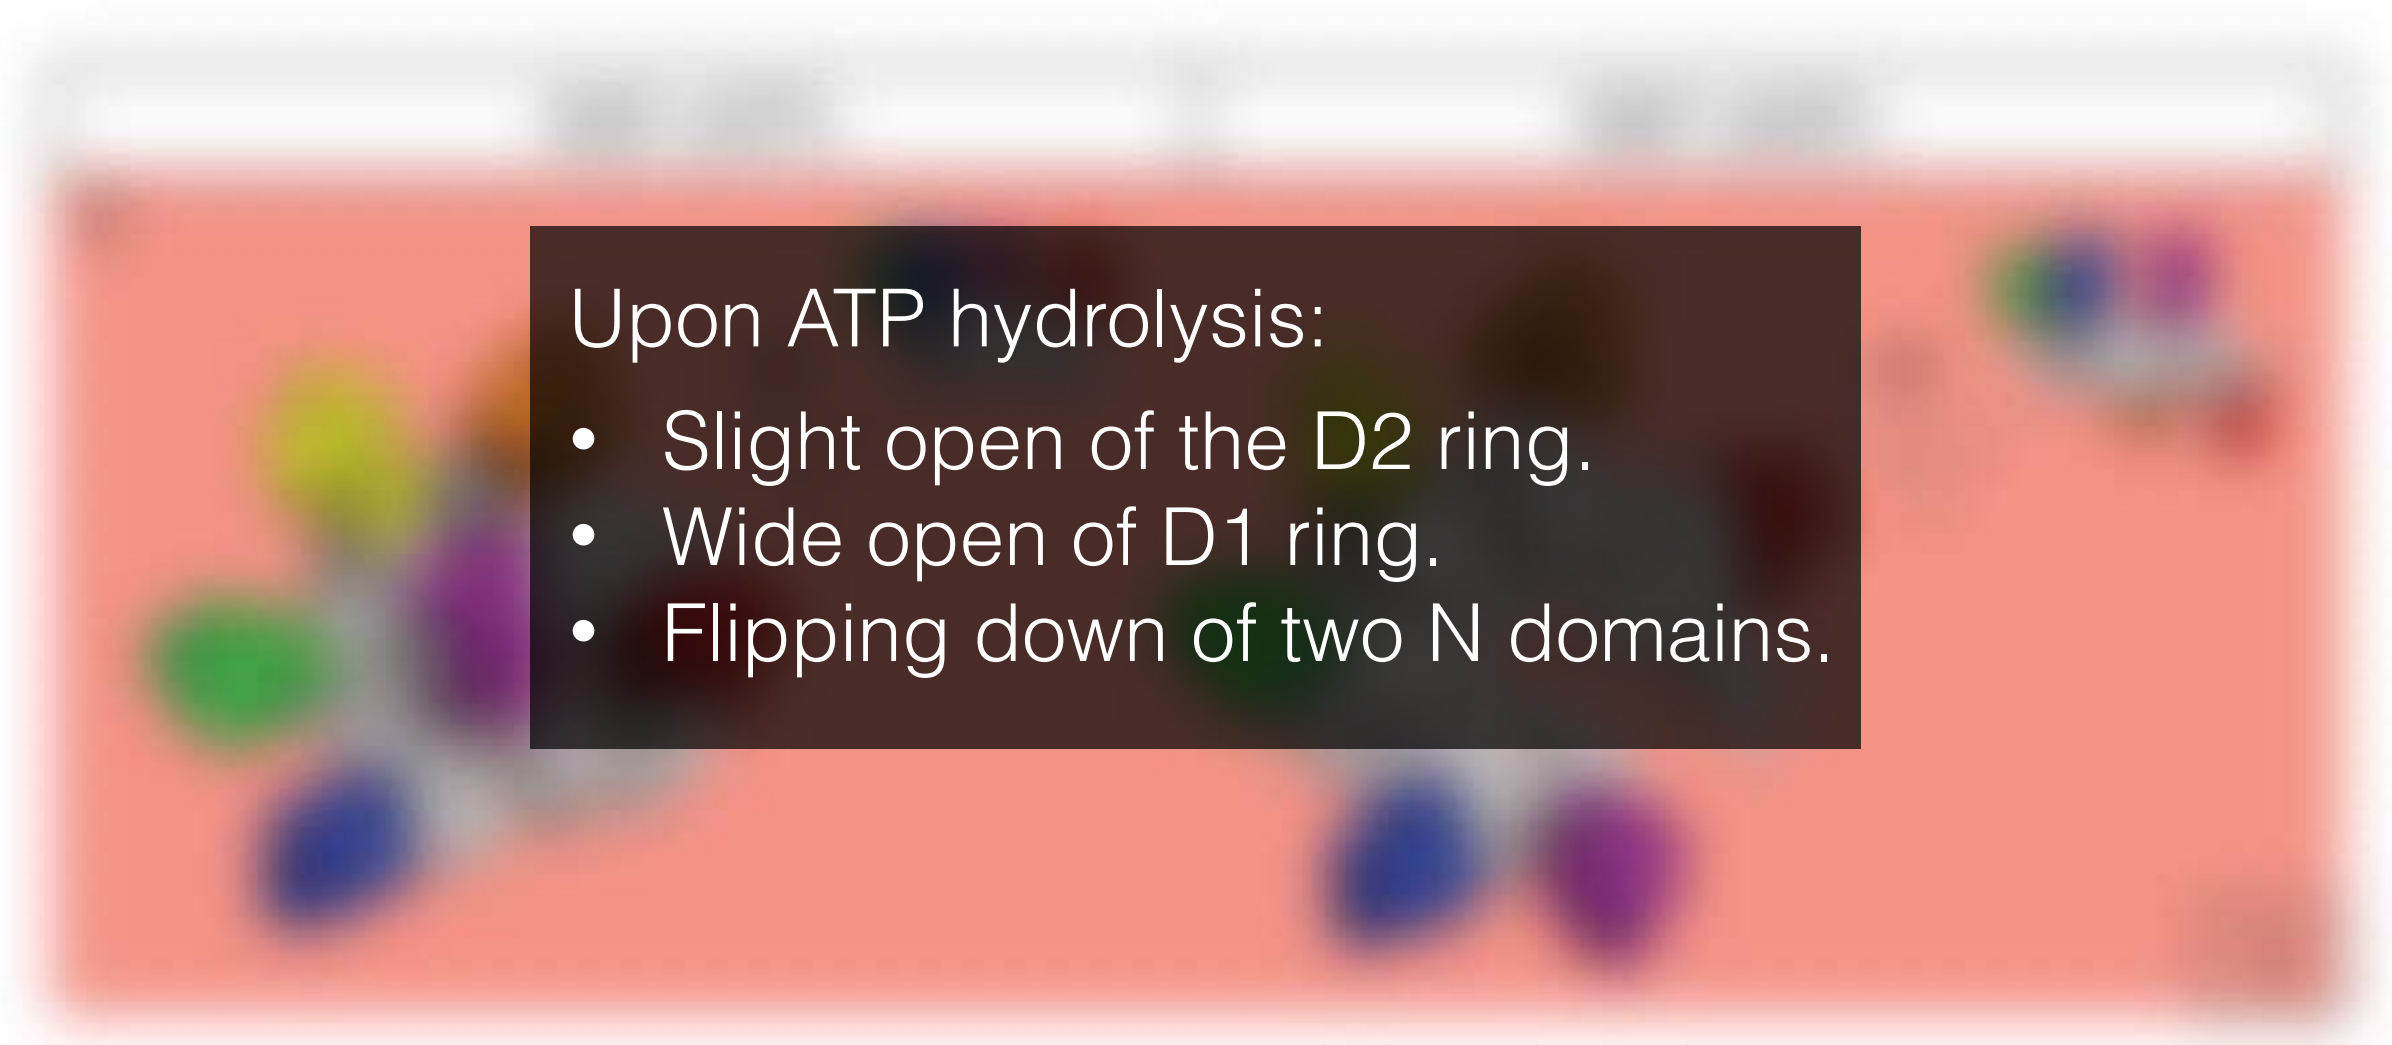 Upon ATP hydrolysis:
• Slight open of the D2 ring.
• Wide open of D1 ring.
• Flipping down of two N domains.